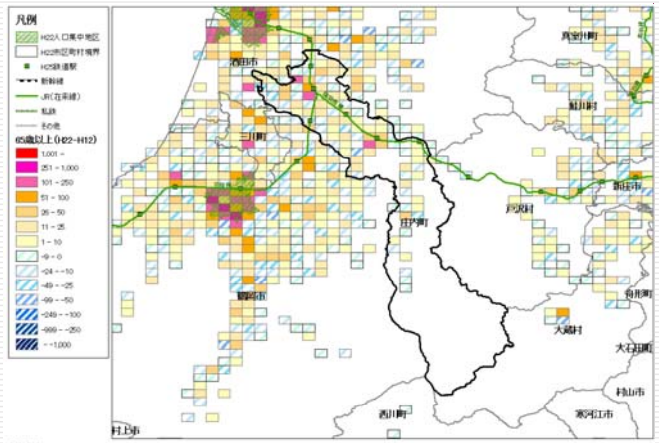 凡例
H22人口集中地区
H22市区町村境界
H25鉄道駅
新幹線
JR(在来線)
私鉄
その他
65歳以上(H22-H12)
1,001 ~
251 - 1,000
101 - 250
51 - 100
26 - 50
11 - 25
1 - 10
-9 - 0
-24 - -10
-49 - -25
-99 - -50
-249 - -100
-999 - -250
- -1,000
酒田市
三川町
鶴岡市
庄内町
真室川町
鮭川村
新庄市
戸沢村
舟形町
大蔵村
大石田町
村山市
寒河江市
西川町
村上市